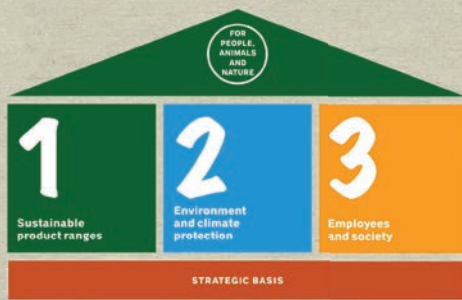 FOR
PEOPLE,
ANIMALS
AND
NATURE
1
Sustainable
product ranges
2
Environment
and climate
protection
3
Employees
and society
STRATEGIC BASIS